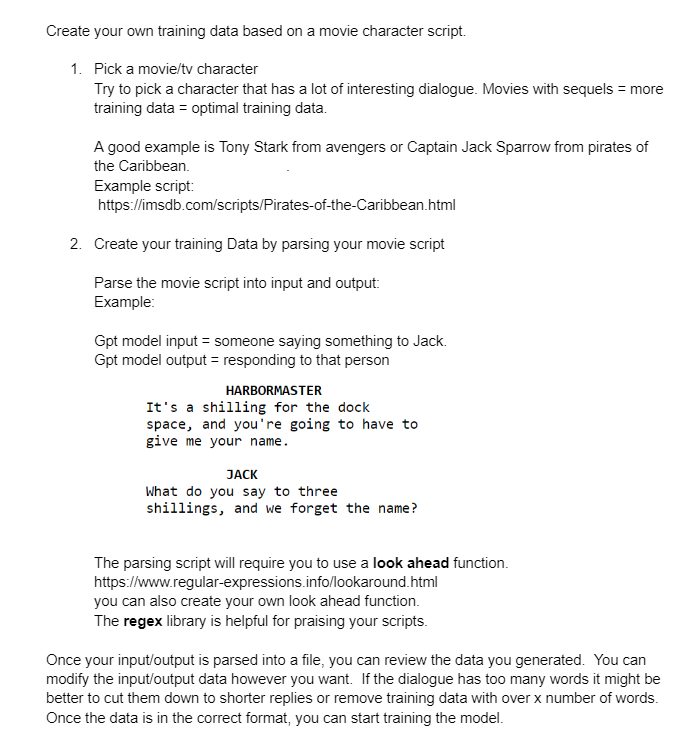 Create your own training data based on a movie character script.
1. Pick a movie/tv character
Try to pick a character that has a lot of interesting dialogue. Movies with sequels = more
training data = optimal training data.
A good example is Tony Stark from avengers or Captain Jack Sparrow from pirates of
the Caribbean.
Example script:
https://imsdb.com/scripts/Pirates-of-the-Caribbean.html
2. Create your training Data by parsing your movie script
Parse the movie script into input and output:
Example:
Gpt model input = someone saying something to Jack.
Gpt model output = responding to that person
HARBORMASTER
It's a shilling for the dock
space, and you're going to have to
give me your name.
JACK
What do you say to three
shillings, and we forget the name?
The parsing script will require you to use a look ahead function.
https://www.regular-expressions.info/lookaround.html
you can also create your own look ahead function.
The regex library is helpful for praising your scripts.
Once your input/output is parsed into a file, you can review the data you generated. You can
modify the input/output data however you want. If the dialogue has too many words it might be
better to cut them down to shorter replies or remove training data with over x number of words.
Once the data is in the correct format, you can start training the model.